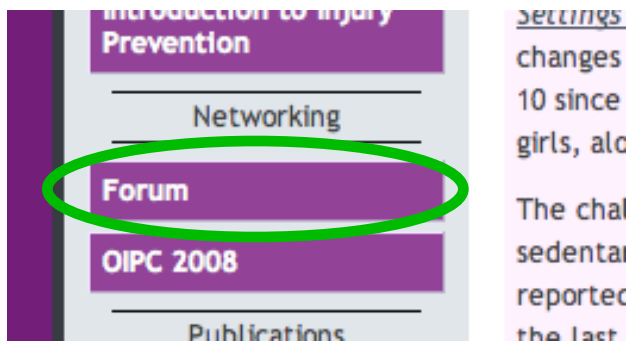 Introduction to Injury
Prevention
Networking
Forum
OIPC 2008
Publications
Settings
changes
10 since
girls, alo
The chal
sedentar
reported
the last